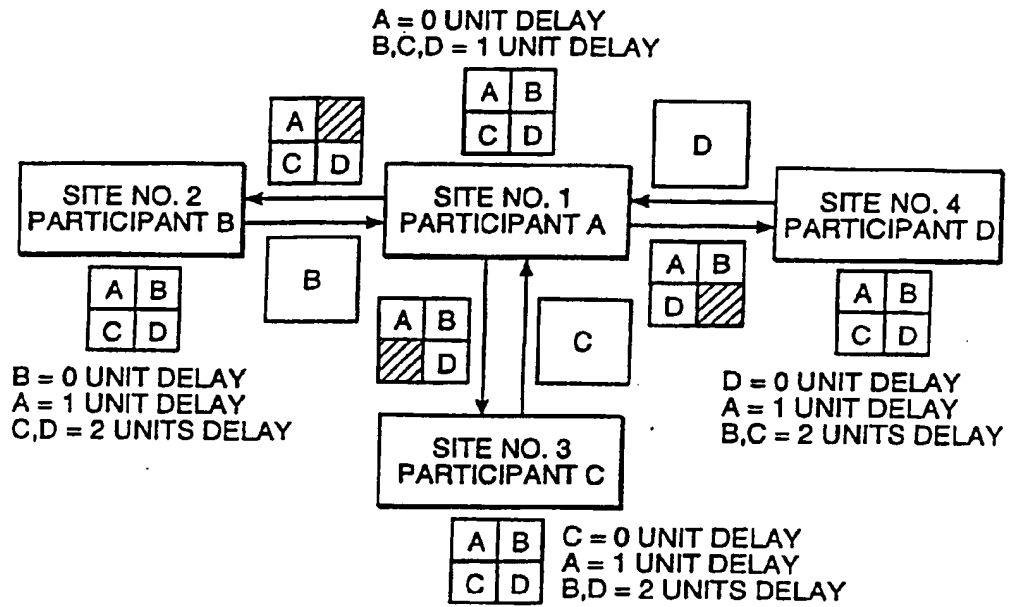 A = 0 UNIT DELAY
B,C,D = 1 UNIT DELAY
A B
C D
A
C D
D
SITE NO. 2
PARTICIPANT B
SITE NO. 1
PARTICIPANT A
SITE NO. 4
PARTICIPANT D
B
A B
D
C
A B
D
A B
C D
A B
C D
B = 0 UNIT DELAY
A = 1 UNIT DELAY
C,D = 2 UNITS DELAY
D = 0 UNIT DELAY
A = 1 UNIT DELAY
B,C = 2 UNITS DELAY
SITE NO. 3
PARTICIPANT C
A B
C D
C = 0 UNIT DELAY
A = 1 UNIT DELAY
B,D = 2 UNITS DELAY